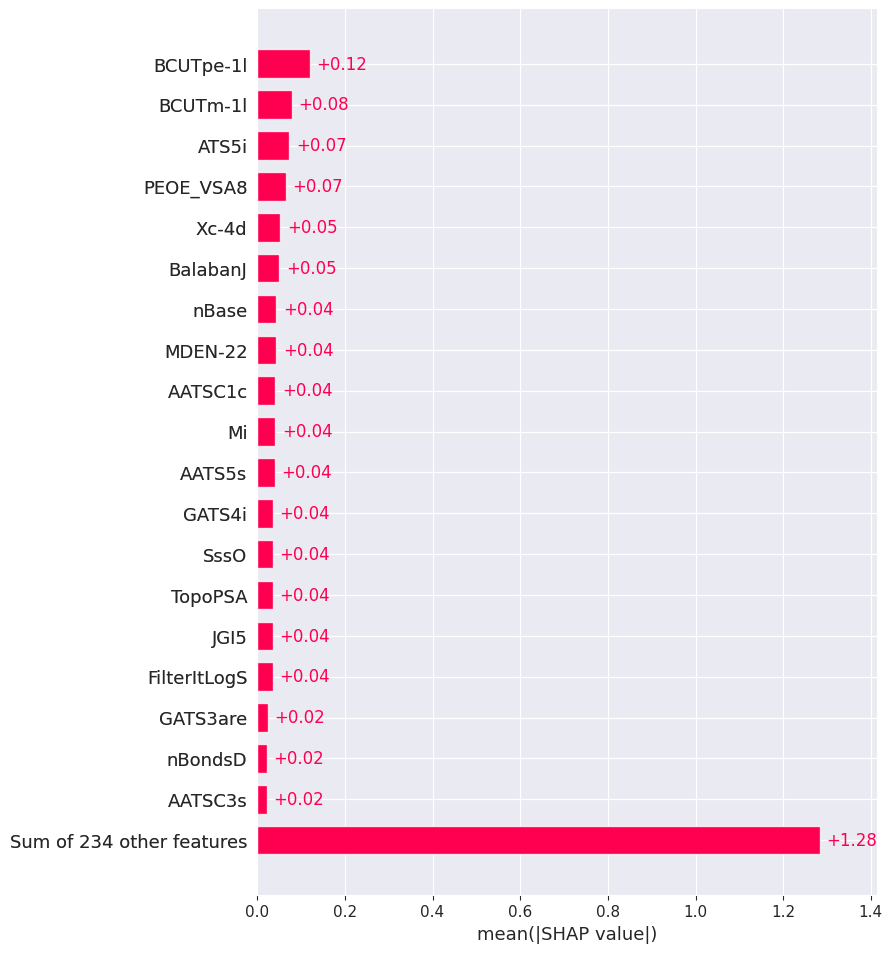 BCUTpe-1l +0.12
BCUTm-1l +0.08
ATS5i +0.07
PEOE_VSA8 +0.07
Xc-4d +0.05
BalabanJ +0.05
nBase +0.04
MDEN-22 +0.04
AATSC1c +0.04
Mi +0.04
AATS5s +0.04
GATS4i +0.04
SssO +0.04
TopoPSA +0.04
JGI5 +0.04
FilterItLogS +0.04
GATS3are +0.02
nBondsD +0.02
AATSC3s +0.02
Sum of 234 other features +1.28
0.0 0.2 0.4 0.6 0.8 1.0 1.2 1.4
mean(|SHAP value|)